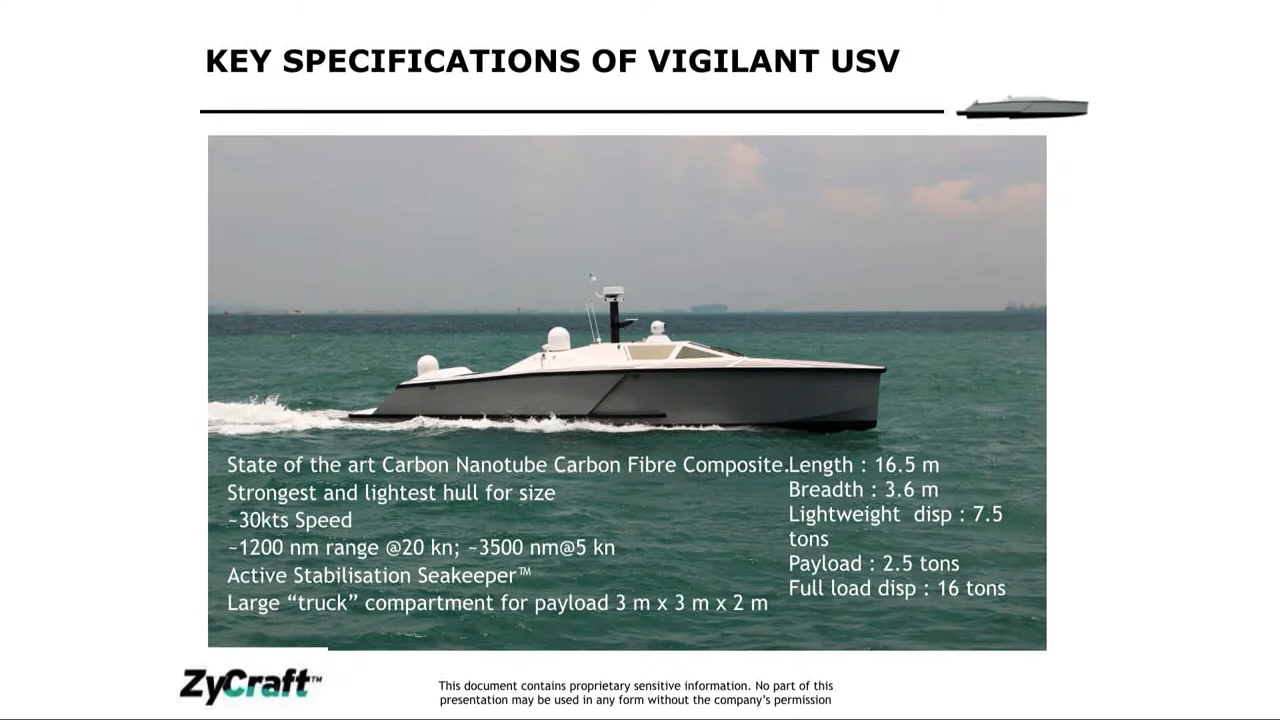 KEY SPECIFICATIONS OF VIGILANT USV
State of the art Carbon Nanotube Carbon Fibre Composite.
Strongest and lightest hull for size
~30kts Speed
~1200 nm range @20 kn; ~3500 nm@5 kn
Active Stabilisation Seakeeper™
Large “truck” compartment for payload 3 m x 3 m x 2 m
Length : 16.5 m
Breadth : 3.6 m
Lightweight disp : 7.5
tons
Payload : 2.5 tons
Full load disp : 16 tons
ZyCraft™
This document contains proprietary sensitive information. No part of this
presentation may be used in any form without the company’s permission